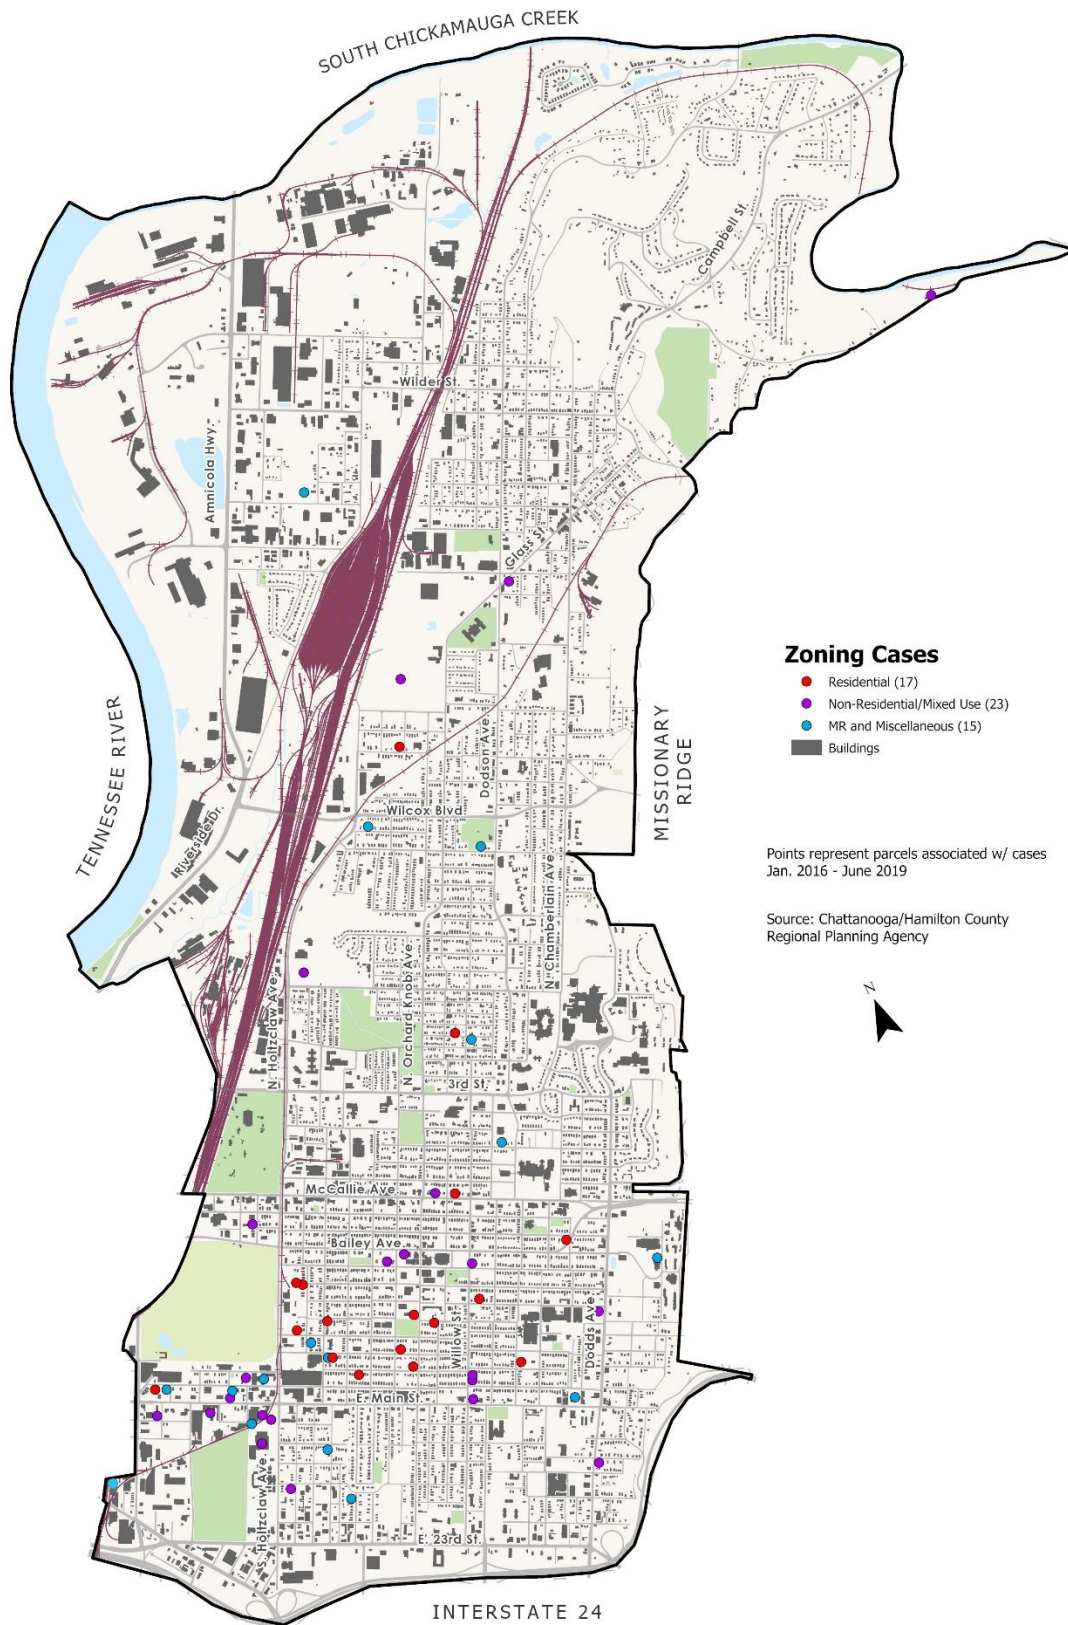 SOUTH CHICKAMAUGA CREEK
Campbell St.
Wilder St.
Amnicola Hwy.
Glass St.
Zoning Cases
Residential (17)
Non-Residential/Mixed Use (23)
MR and Miscellaneous (15)
Buildings
TENNESSEE RIVER
MISSIONARY
RIDGE
Dodson Ave.
Wilcox Blvd.
Riverside Dr.
Points represent parcels associated w/ cases
Jan. 2016 - June 2019
N. Chamberlain Ave.
Source: Chattanooga/Hamilton County
Regional Planning Agency
N. Orchard Knob Ave.
N. Holtzclaw Ave.
N
3rd St.
McCallie Ave.
Bailey Ave.
Willow St.
Dodds Ave.
E. Main St.
S. Holtzclaw Ave.
E. 23rd St.
INTERSTATE 24